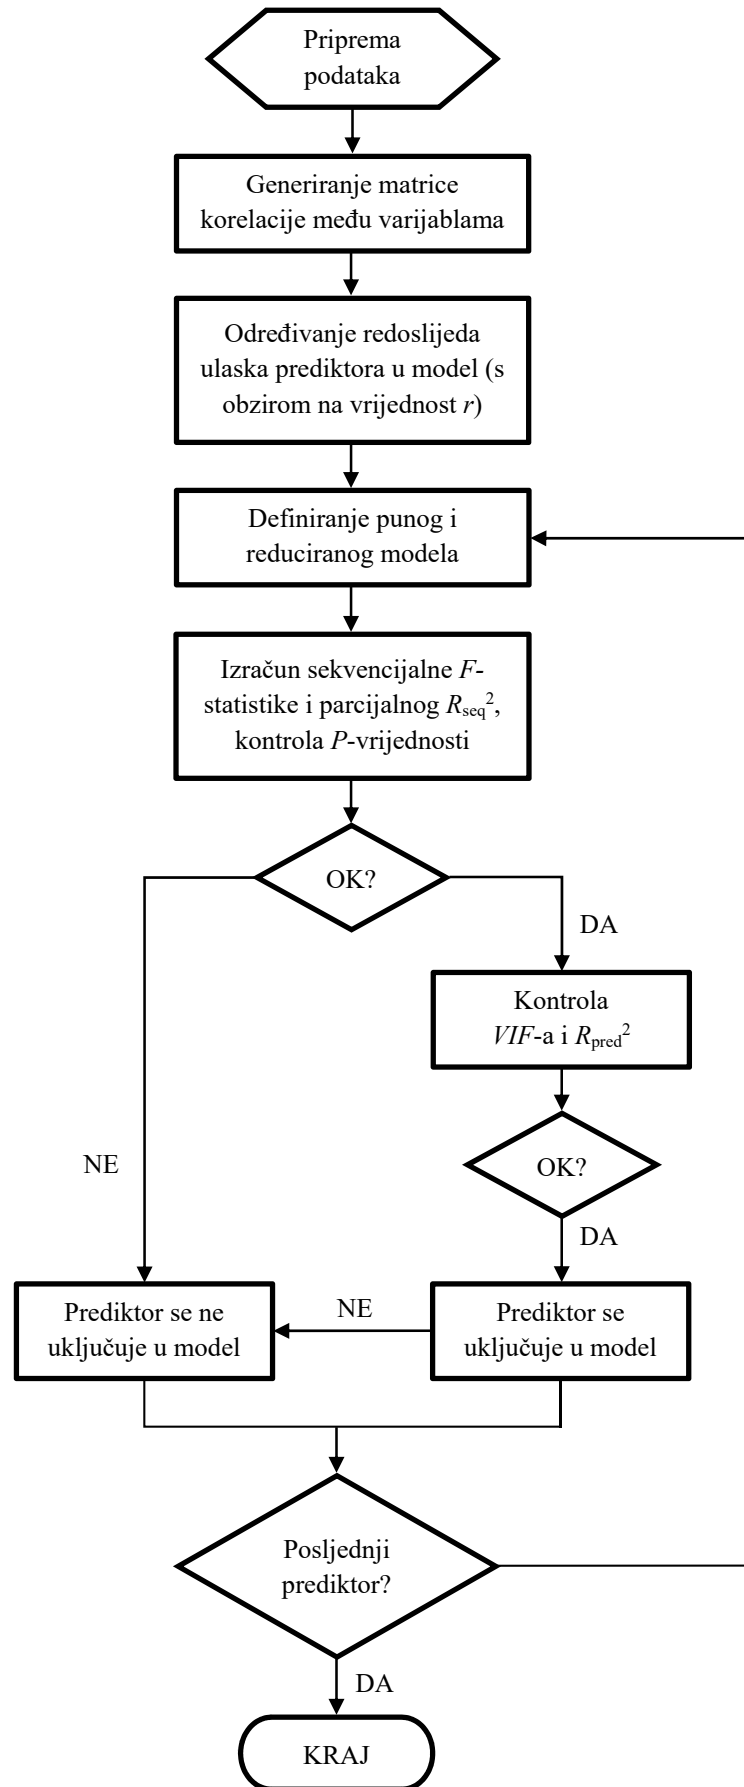 Priprema
podataka
Generiranje matrice
korelacije među varijablama
Određivanje redoslijeda
ulaska prediktora u model (s
obzirom na vrijednost r)
Definiranje punog i
reduciranog modela
Izračun sekvencijalne F-
statistike i parcijalnog R_seq²,
kontrola P-vrijednosti
OK?
DA
Kontrola
VIF-a i R_pred²
NE
OK?
DA
Prediktor se ne
uključuje u model
NE
Prediktor se
uključuje u model
Posljednji
prediktor?
DA
KRAJ